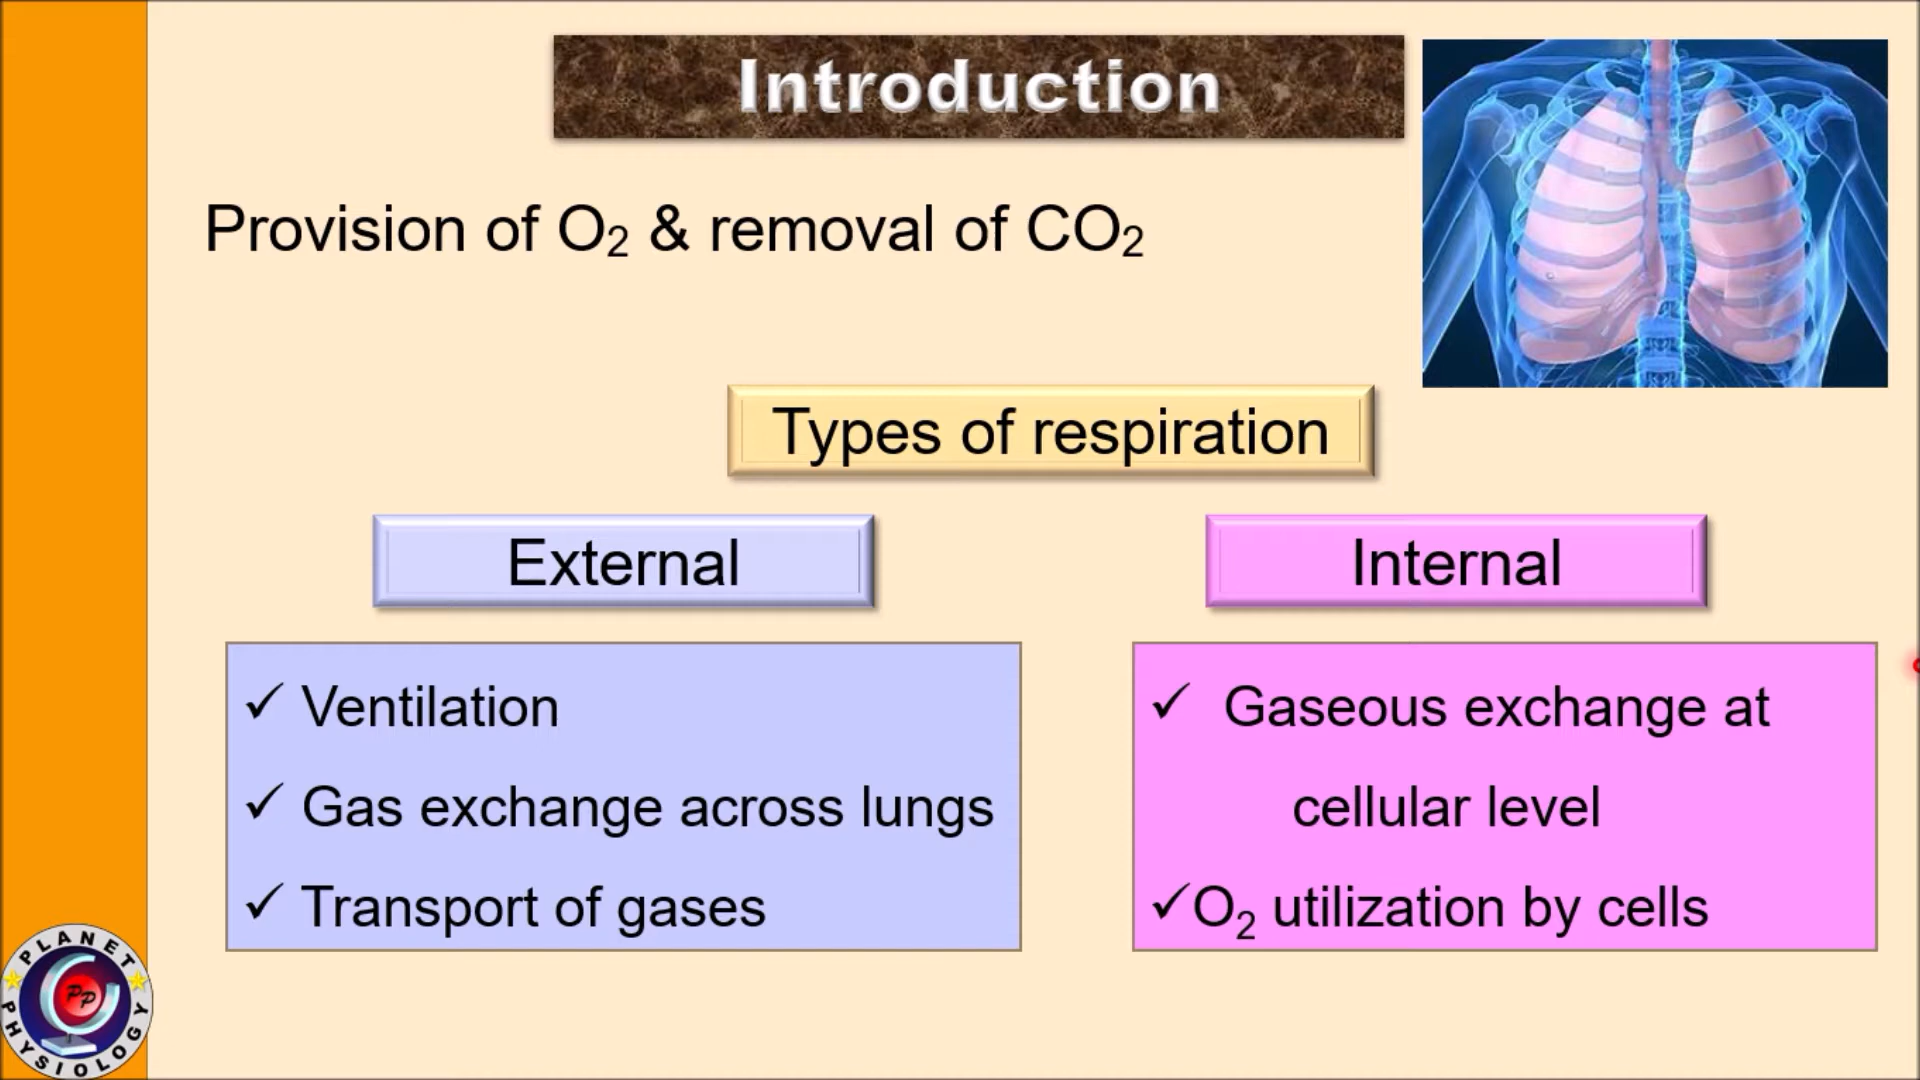 Introduction
Provision of O₂ & removal of CO₂
Types of respiration
External
Internal
✓ Ventilation
✓ Gas exchange across lungs
✓ Transport of gases
✓ Gaseous exchange at
cellular level
✓O₂ utilization by cells
PLANET
PP
PHYSIOLOGY